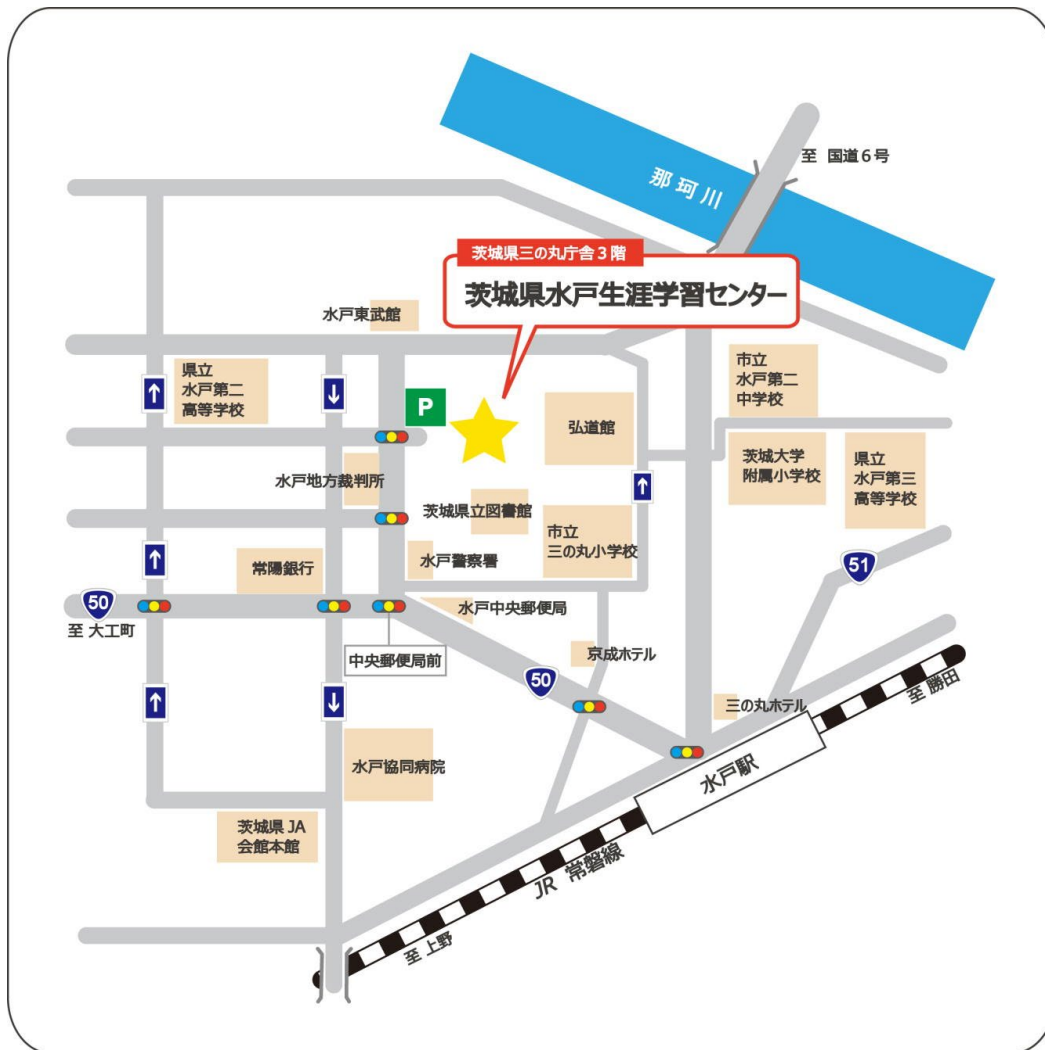 至 国道6号
那珂川
茨城県三の丸庁舎3階
茨城県水戸生涯学習センター
水戸東武館
県立
水戸第二
高等学校
P
弘道館
市立
水戸第二
中学校
茨城大学
附属小学校
県立
水戸第三
高等学校
水戸地方裁判所
茨城県立図書館
市立
三の丸小学校
水戸警察署
常陽銀行
51
50
至 大工町
水戸中央郵便局
中央郵便局前
京成ホテル
50
三の丸ホテル
至 勝田
水戸駅
水戸協同病院
茨城県 JA
会館本館
JR 常磐線
至 上野